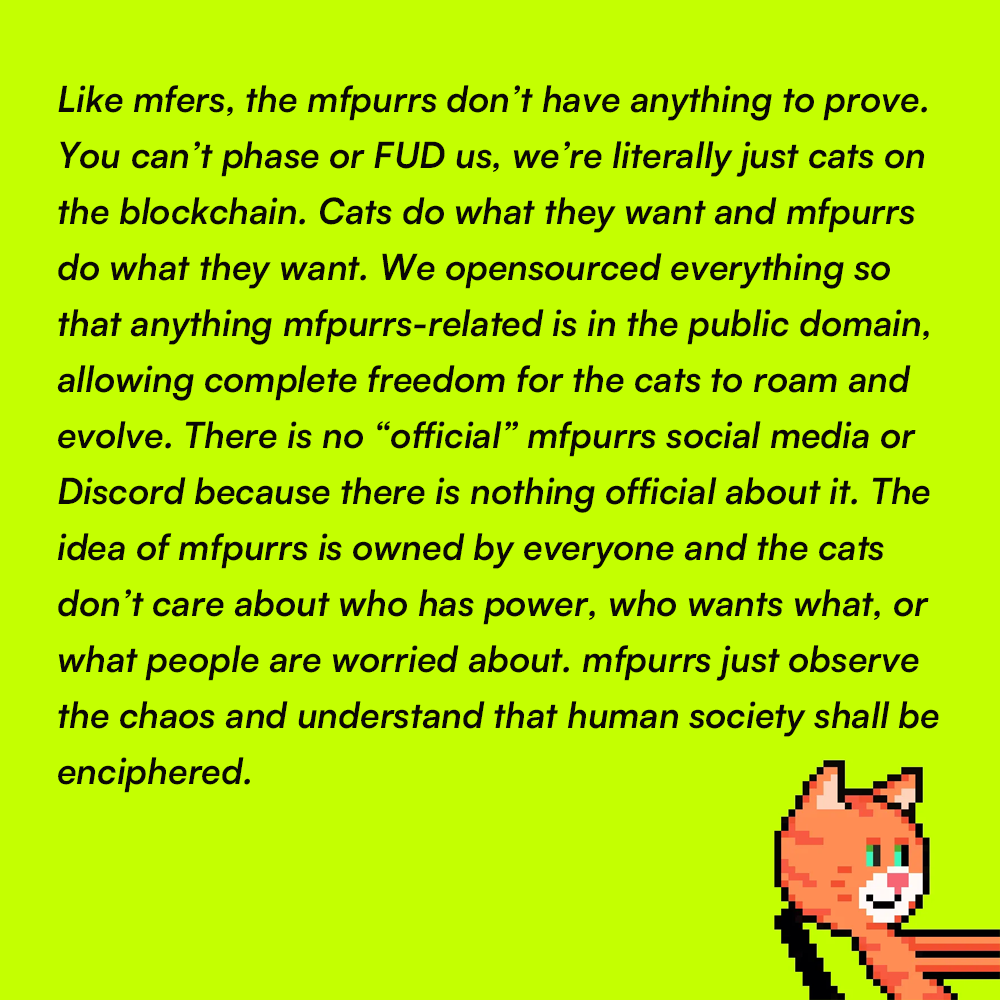 Like mfers, the mfpurrs don’t have anything to prove.
You can’t phase or FUD us, we’re literally just cats on
the blockchain. Cats do what they want and mfpurrs
do what they want. We opensourced everything so
that anything mfpurrs-related is in the public domain,
allowing complete freedom for the cats to roam and
evolve. There is no “official” mfpurrs social media or
Discord because there is nothing official about it. The
idea of mfpurrs is owned by everyone and the cats
don’t care about who has power, who wants what, or
what people are worried about. mfpurrs just observe
the chaos and understand that human society shall be
enciphered.